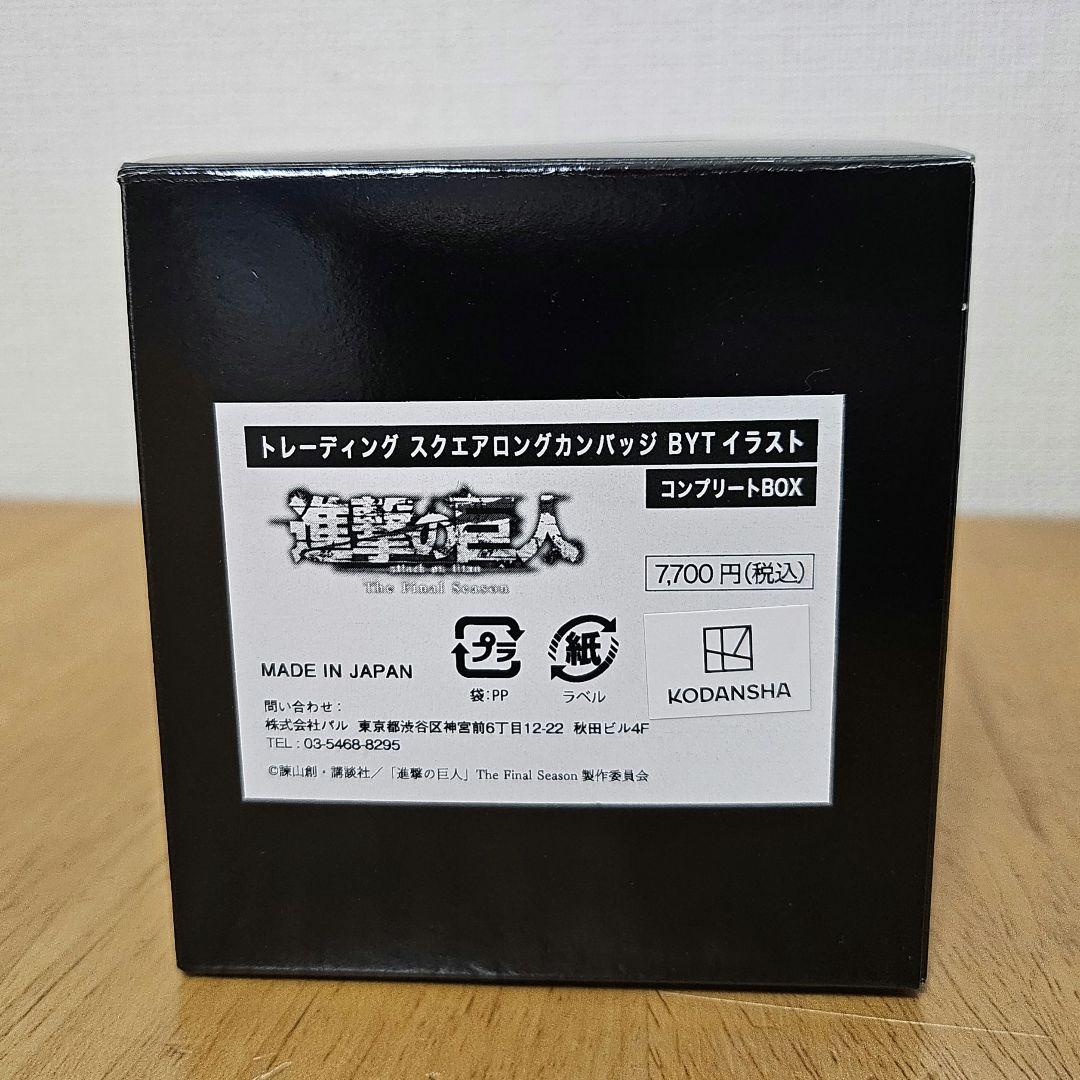 トレーディング スクエアロングカンバッジ BYT イラスト
コンプリートBOX
進撃の巨人
attack on titan
The Final Season
7,700円(税込)
プラ
袋:PP
紙
ラベル
KODANSHA
MADE IN JAPAN
問い合わせ:
株式会社パル 東京都渋谷区神宮前6丁目12-22 秋田ビル4F
TEL : 03-5468-8295
©諫山創・講談社/「進撃の巨人」The Final Season 製作委員会